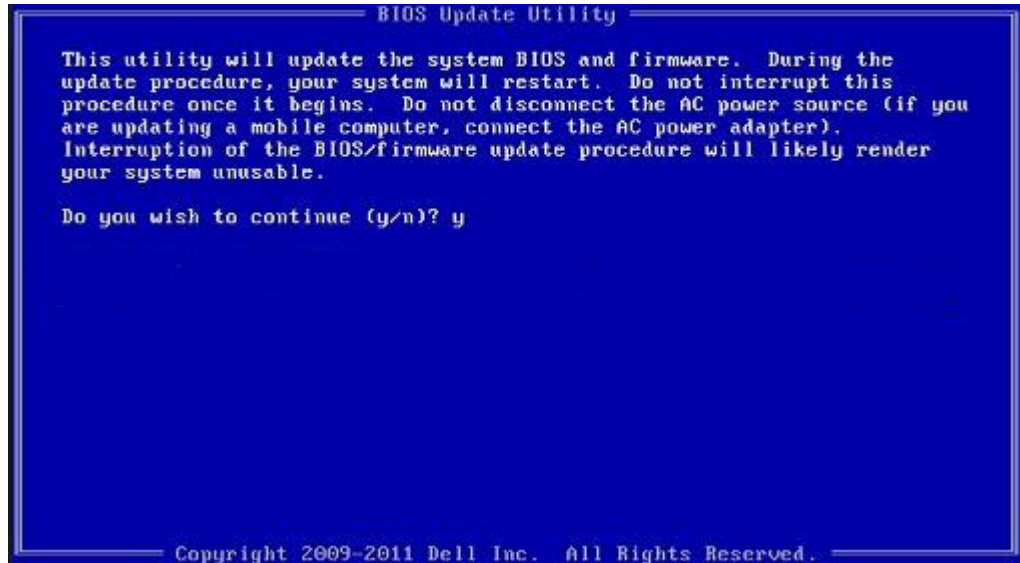 BIOS Update Utility
This utility will update the system BIOS and firmware. During the
update procedure, your system will restart. Do not interrupt this
procedure once it begins. Do not disconnect the AC power source (if you
are updating a mobile computer, connect the AC power adapter).
Interruption of the BIOS/firmware update procedure will likely render
your system unusable.
Do you wish to continue (y/n)? y
Copyright 2009-2011 Dell Inc. All Rights Reserved.